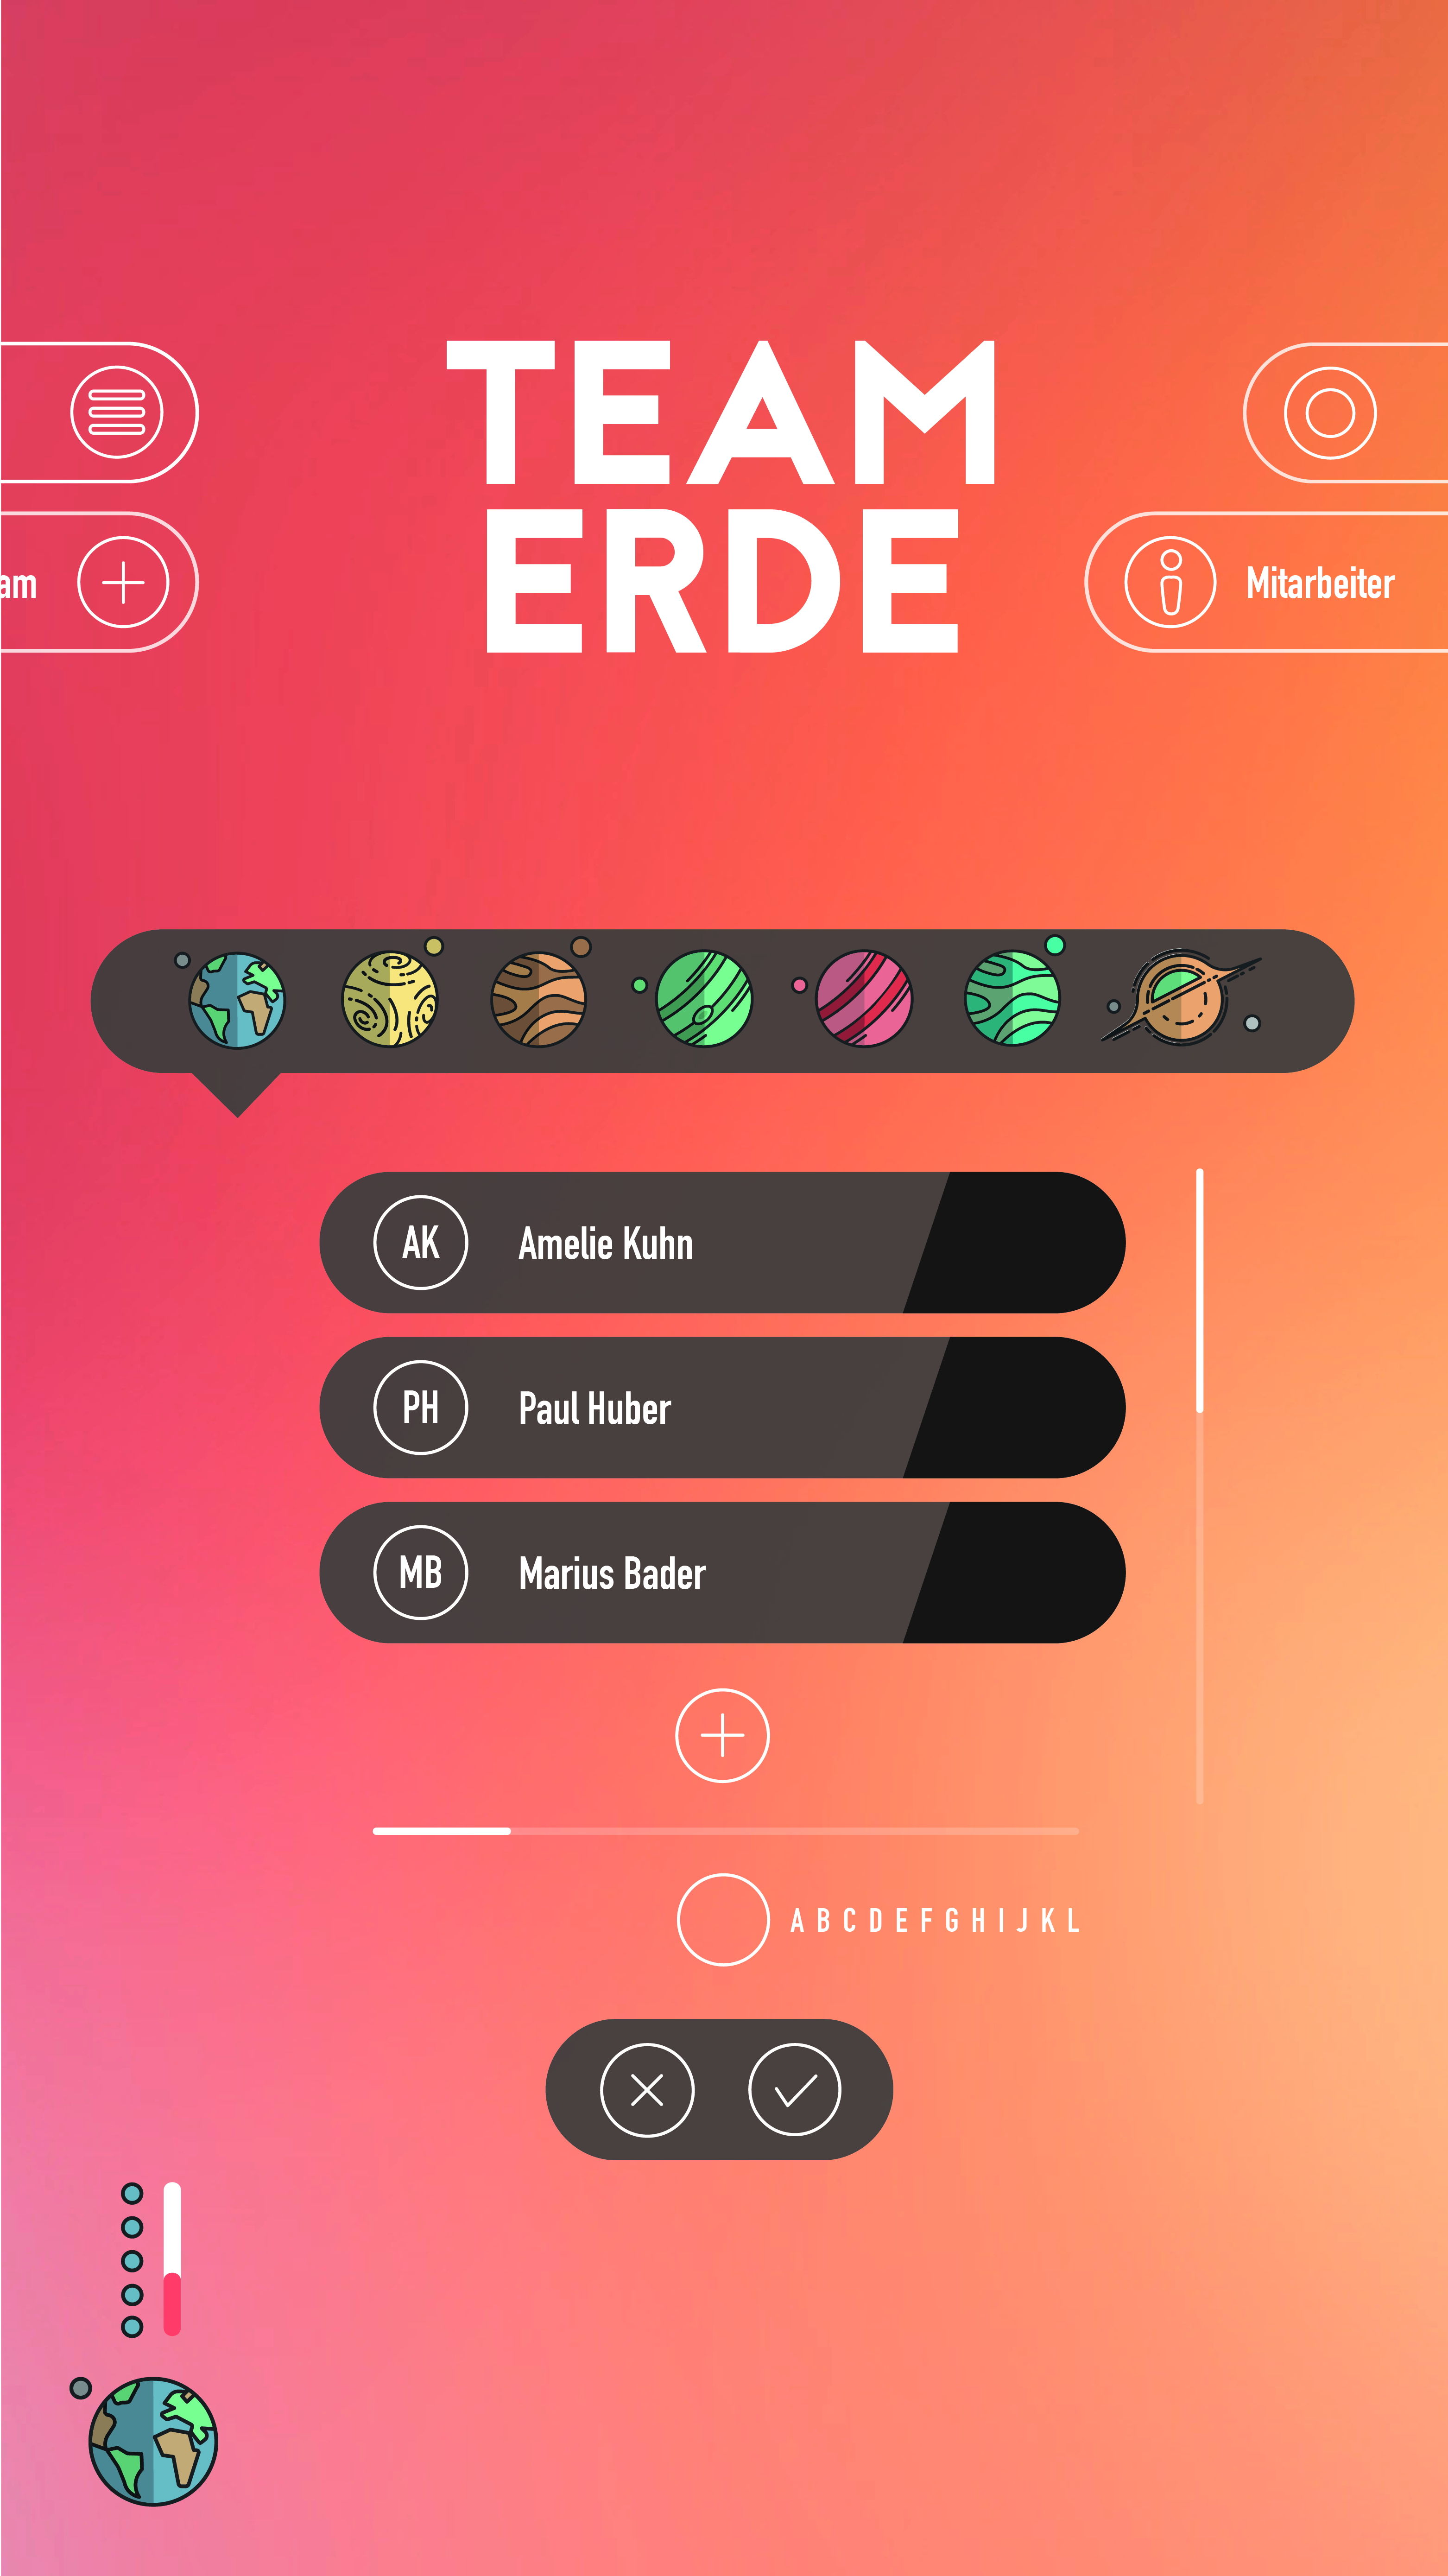 TEAM
ERDE
am
Mitarbeiter
AK Amelie Kuhn
PH Paul Huber
MB Marius Bader
A B C D E F G H I J K L